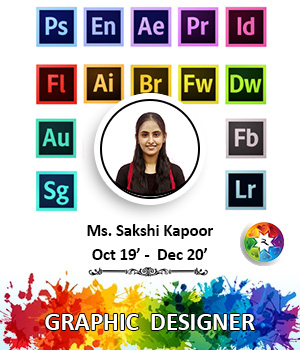 Ps En Ae Pr Id
Fl Ai Br Fw Dw
Au Fb
Sg Lr
Ms. Sakshi Kapoor
Oct 19’ - Dec 20’
GRAPHIC DESIGNER